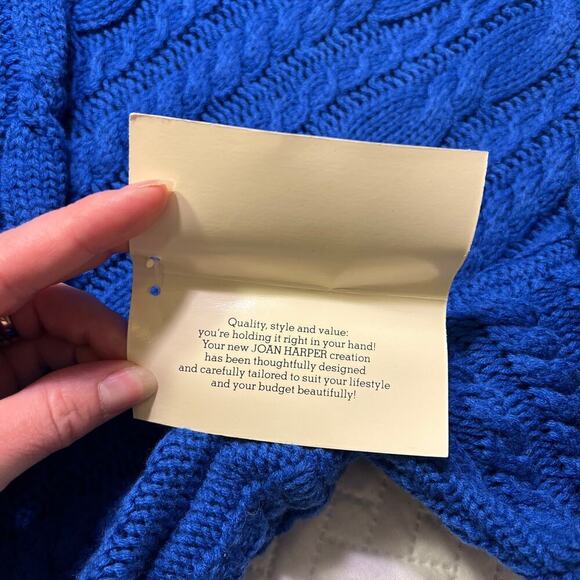 Quality, style and value:
you're holding it right in your hand!
Your new JOAN HARPER creation
has been thoughtfully designed
and carefully tailored to suit your lifestyle
and your budget beautifully!